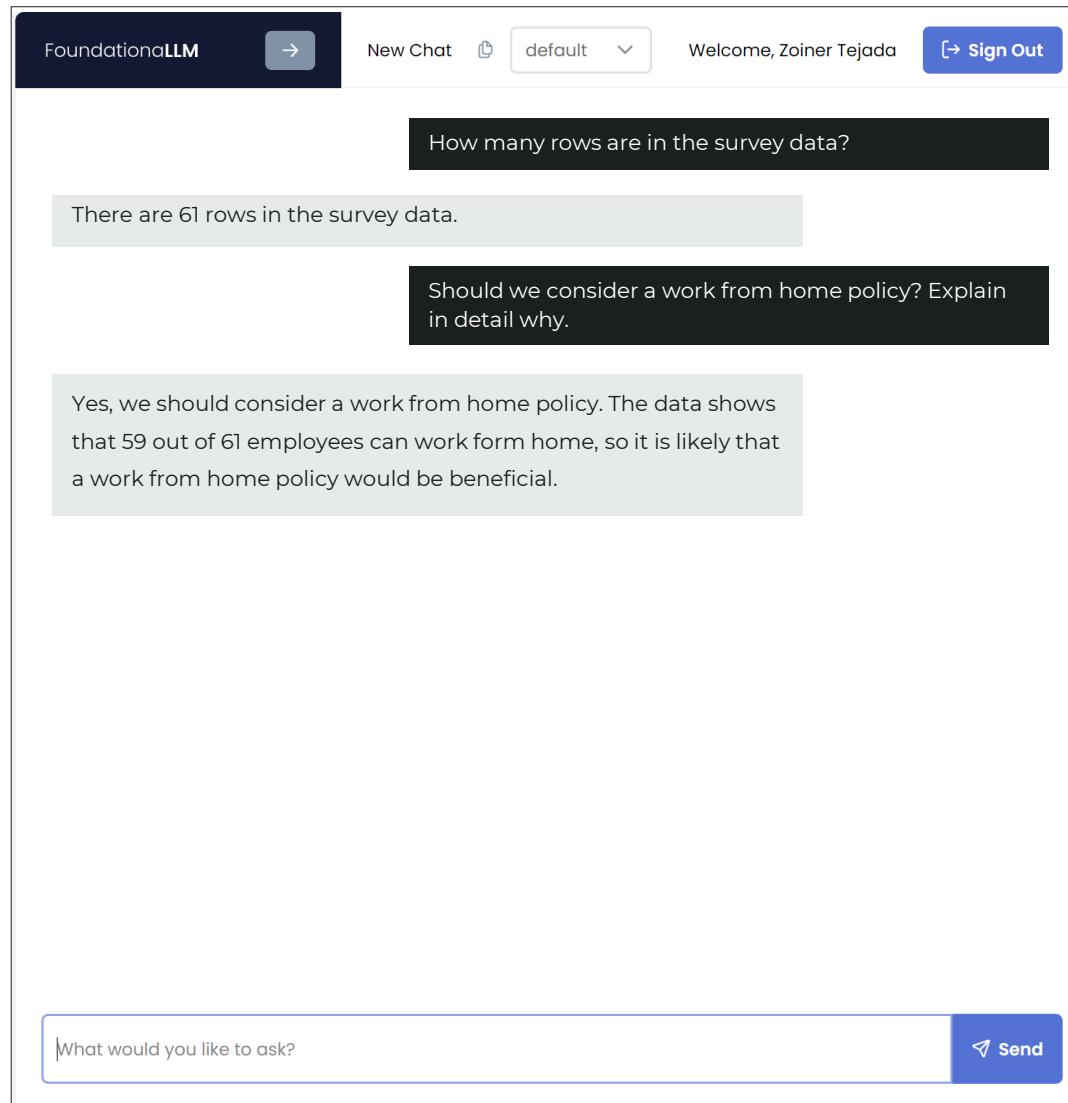 FoundationaLLM
New Chat
default
Welcome, Zoiner Tejada
Sign Out
How many rows are in the survey data?
There are 61 rows in the survey data.
Should we consider a work from home policy? Explain
in detail why.
Yes, we should consider a work from home policy. The data shows
that 59 out of 61 employees can work form home, so it is likely that
a work from home policy would be beneficial.
What would you like to ask?
Send